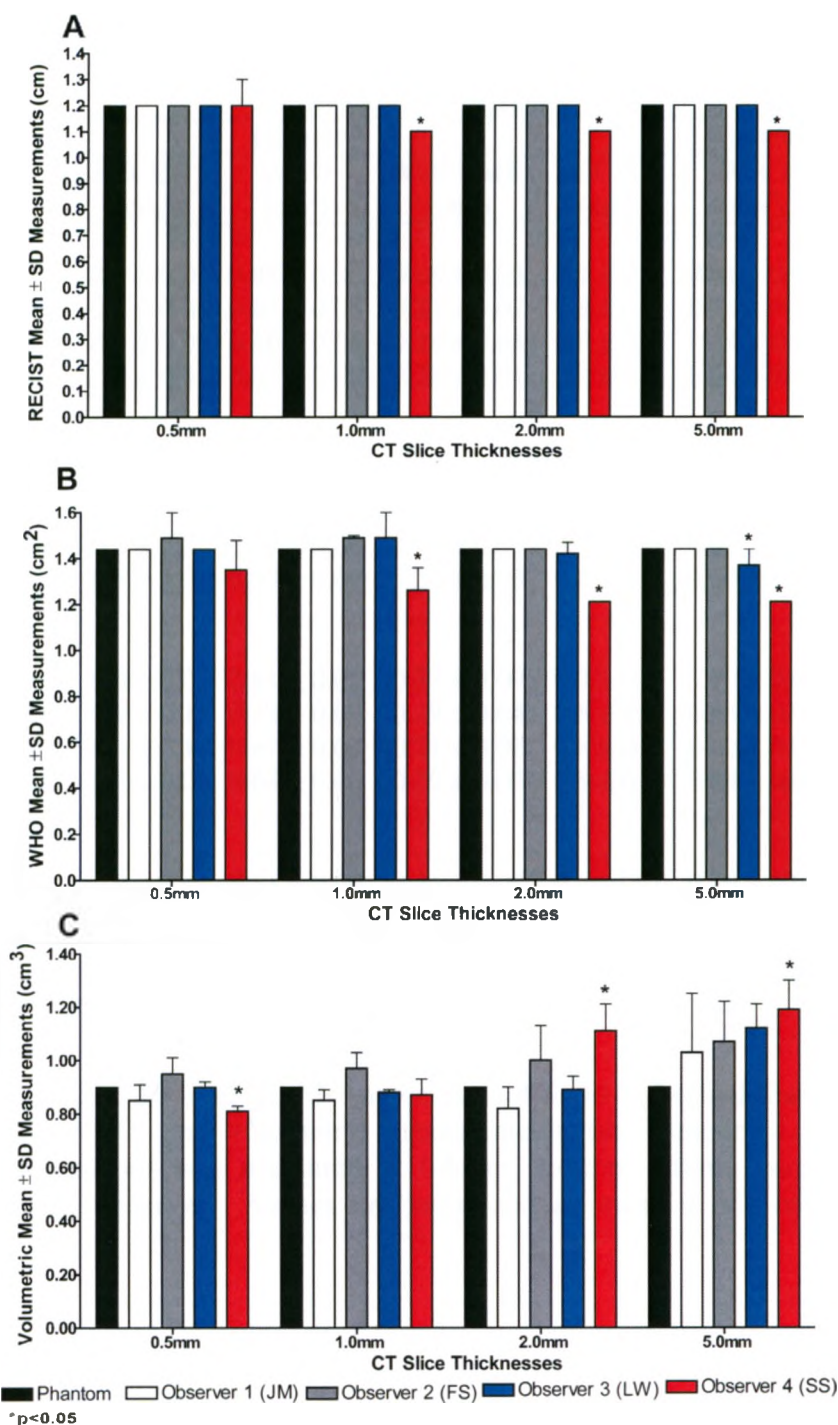 A
RECIST Mean ± SD Measurements (cm)
1.4
1.3
1.2
1.1
1.0
0.9
0.8
0.7
0.6
0.5
0.4
0.3
0.2
0.1
0.0
* * *
0.5mm 1.0mm 2.0mm 5.0mm
CT Slice Thicknesses
B
WHO Mean ±SD Measurements (cm2)
1.6
1.4
1.2
1.0
0.8
0.6
0.4
0.2
0.0
* * * *
0.5mm 1.0mm 2.0mm 5.0mm
CT Slice Thicknesses
C
Volumetric Mean ± SD Measurements (cm3)
1.40
1.20
1.00
0.80
0.60
0.40
0.20
0.00
* * *
0.5mm 1.0mm 2.0mm 5.0mm
CT Slice Thicknesses
Phantom Observer 1 (JM) Observer 2 (FS) Observer 3 (LW) Observer 4 (SS)
*p<0.05